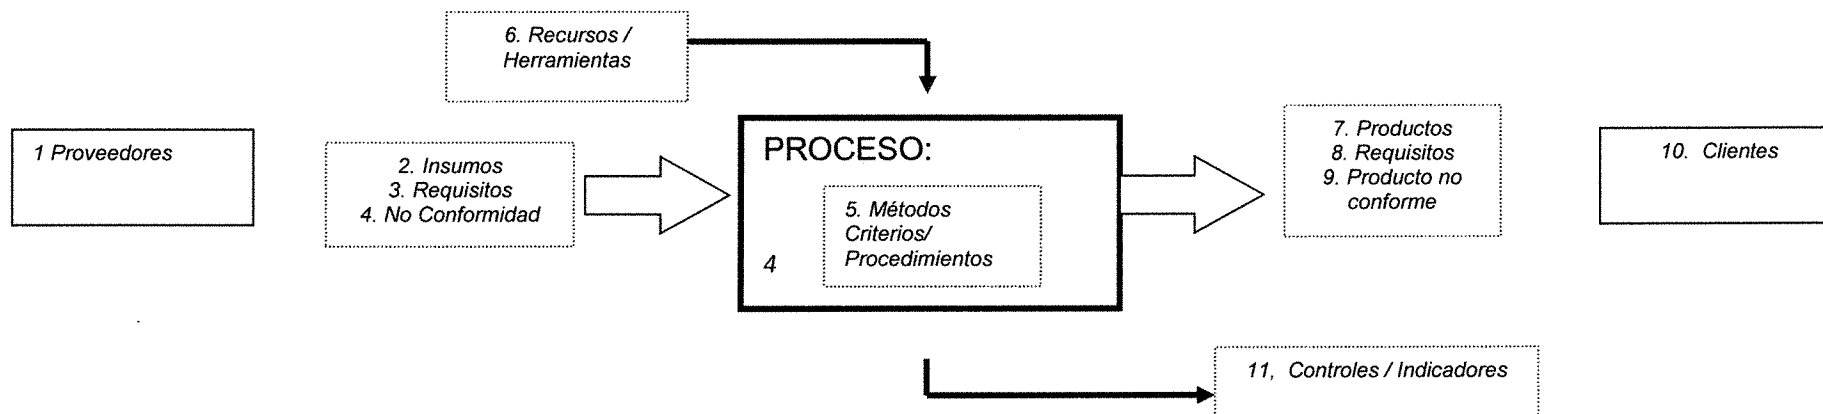 6. Recursos /
Herramientas
1 Proveedores
2. Insumos
3. Requisitos
4. No Conformidad
PROCESO:
5. Métodos
Criterios/
Procedimientos
4
7. Productos
8. Requisitos
9. Producto no
conforme
10. Clientes
11, Controles / Indicadores